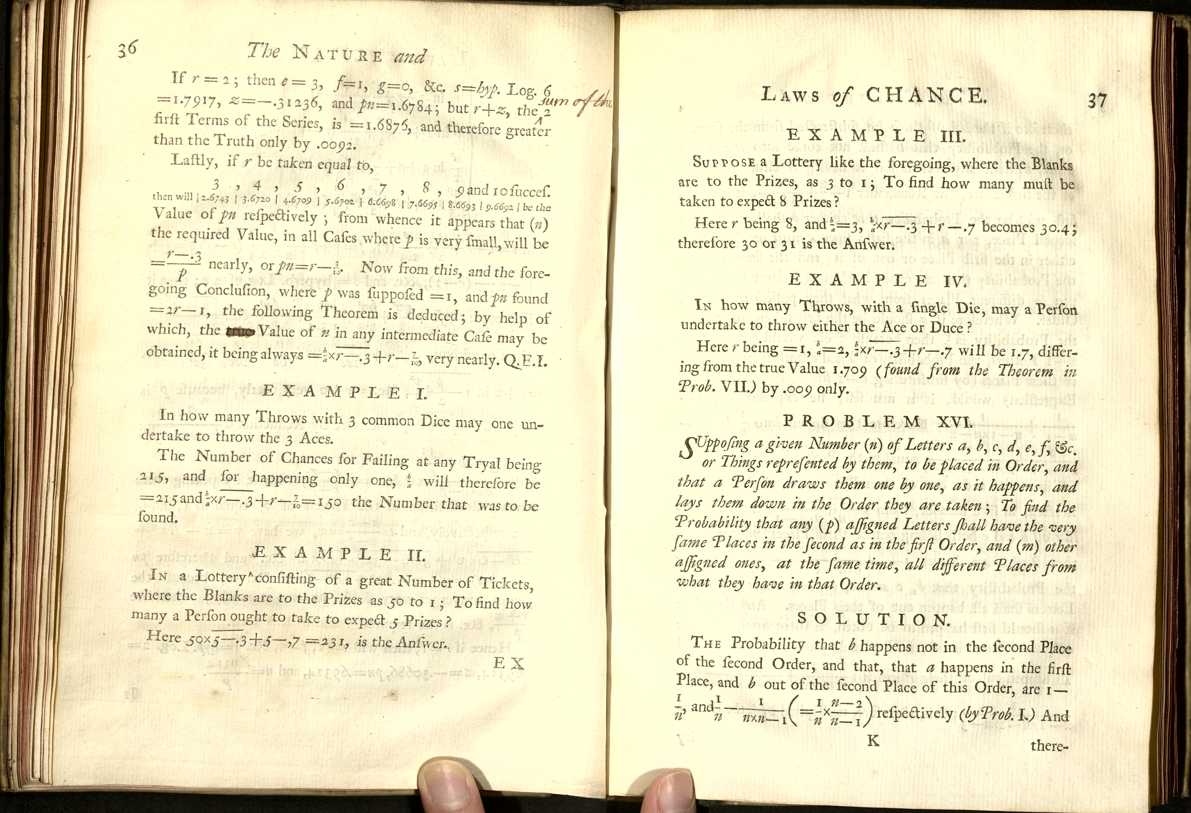 36
The NATURE and
If r = 2; then e = 3, f=1, g=0, &c. s=hyp. Log. 6
=1.7917, z=—.31236, and pn=1.6784; but r+z, the ^ 2 sum of the
firſt Terms of the Series, is =1.6876, and therefore greater
than the Truth only by .0092.
Laſtly, if r be taken equal to,
3 , 4 , 5 , 6 , 7 , 8 , 9 and 10 ſucceſ.
then will | 2.6743 | 3.6720 | 4.6709 | 5.6702 | 6.6698 | 7.6695 | 8.6693 | 9.6692 | be the
Value of pn reſpectively; from whence it appears that (n)
the required Value, in all Caſes where p is very ſmall, will be
= r—.3/p nearly, or pn=r—3/10. Now from this, and the fore-
going Concluſion, where p was ſuppoſed =1, and pn found
=2r—1, the following Theorem is deduced; by help of
which, the Value of n in any intermediate Caſe may be
obtained, it being always = b/a×r—.3+r—7/10, very nearly. Q.E.I.
EXAMPLE I.
In how many Throws with 3 common Dice may one un-
dertake to throw the 3 Aces.
The Number of Chances for Failing at any Tryal being
215, and for happening only one, b/a will therefore be
=215 and b/a×r—.3+r—7/10=150 the Number that was to be
found.
EXAMPLE II.
IN a Lottery ^ conſiſting of a great Number of Tickets,
where the Blanks are to the Prizes as 50 to 1; To find how
many a Perſon ought to take to expect 5 Prizes?
Here 50×5—.3+5—,7 =231, is the Anſwer.
EX
LAWS of CHANCE.
37
EXAMPLE III.
SUPPOSE a Lottery like the foregoing, where the Blanks
are to the Prizes, as 3 to 1; To find how many muſt be
taken to expect 8 Prizes?
Here r being 8, and b/a=3, b/a×r—.3+r—.7 becomes 30.4;
therefore 30 or 31 is the Anſwer.
EXAMPLE IV.
IN how many Throws, with a ſingle Die, may a Perſon
undertake to throw either the Ace or Duce?
Here r being =1, b/a=2, b/a×r—.3+r—.7 will be 1.7, differ-
ing from the true Value 1.709 (found from the Theorem in
Prob. VII.) by .009 only.
PROBLEM XVI.
SUppoſing a given Number (n) of Letters a, b, c, d, e, f, &c.
or Things repreſented by them, to be placed in Order, and
that a Perſon draws them one by one, as it happens, and
lays them down in the Order they are taken; To find the
Probability that any (p) aſſigned Letters ſhall have the very
ſame Places in the ſecond as in the firſt Order, and (m) other
aſſigned ones, at the ſame time, all different Places from
what they have in that Order.
SOLUTION.
THE Probability that b happens not in the ſecond Place
of the ſecond Order, and that, that a happens in the firſt
Place, and b out of the ſecond Place of this Order, are 1—
1/n, and 1/n — 1/n×n—1 (= 1/n × n—2/n—1) reſpectively (by Prob. I.) And
K
there-